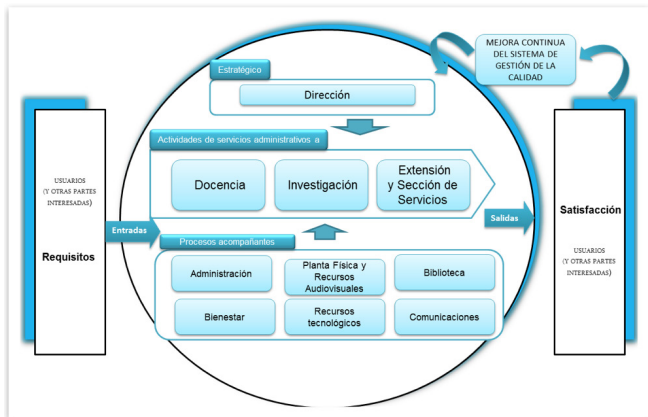 MEJORA CONTINUA
DEL SISTEMA DE
GESTIÓN DE LA
CALIDAD
Estratégico
Dirección
Actividades de servicios administrativos a
Docencia
Investigación
Extensión
y Sección de
Servicios
USUARIOS
(Y OTRAS PARTES
INTERESADAS)
Requisitos
Entradas
Salidas
Satisfacción
USUARIOS
(Y OTRAS PARTES
INTERESADAS)
Procesos acompañantes
Administración
Planta Física y
Recursos
Audiovisuales
Biblioteca
Bienestar
Recursos
tecnológicos
Comunicaciones